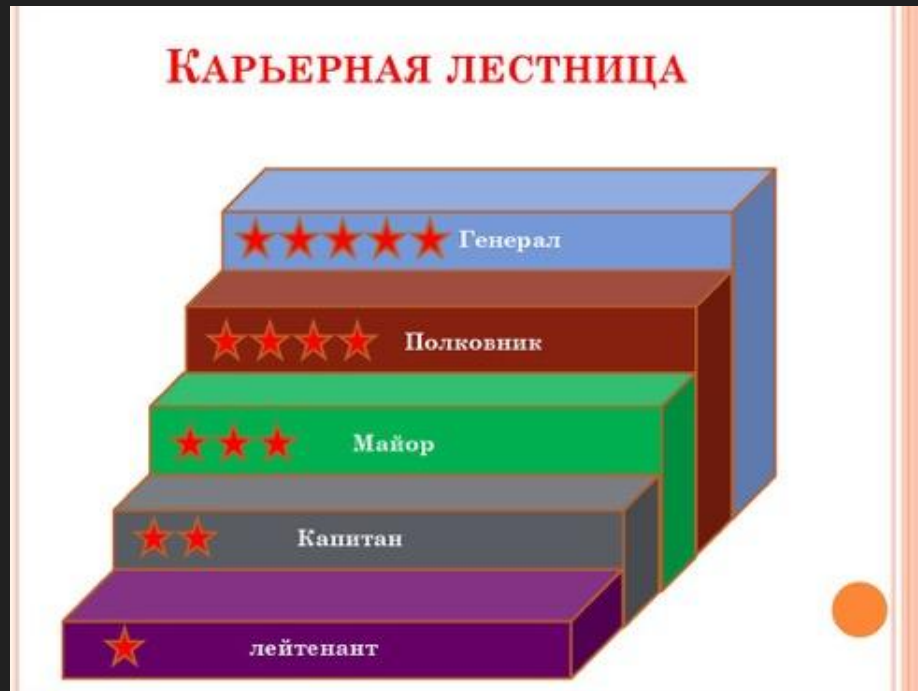 Карьерная лестница
Генерал
Полковник
Майор
Капитан
лейтенант